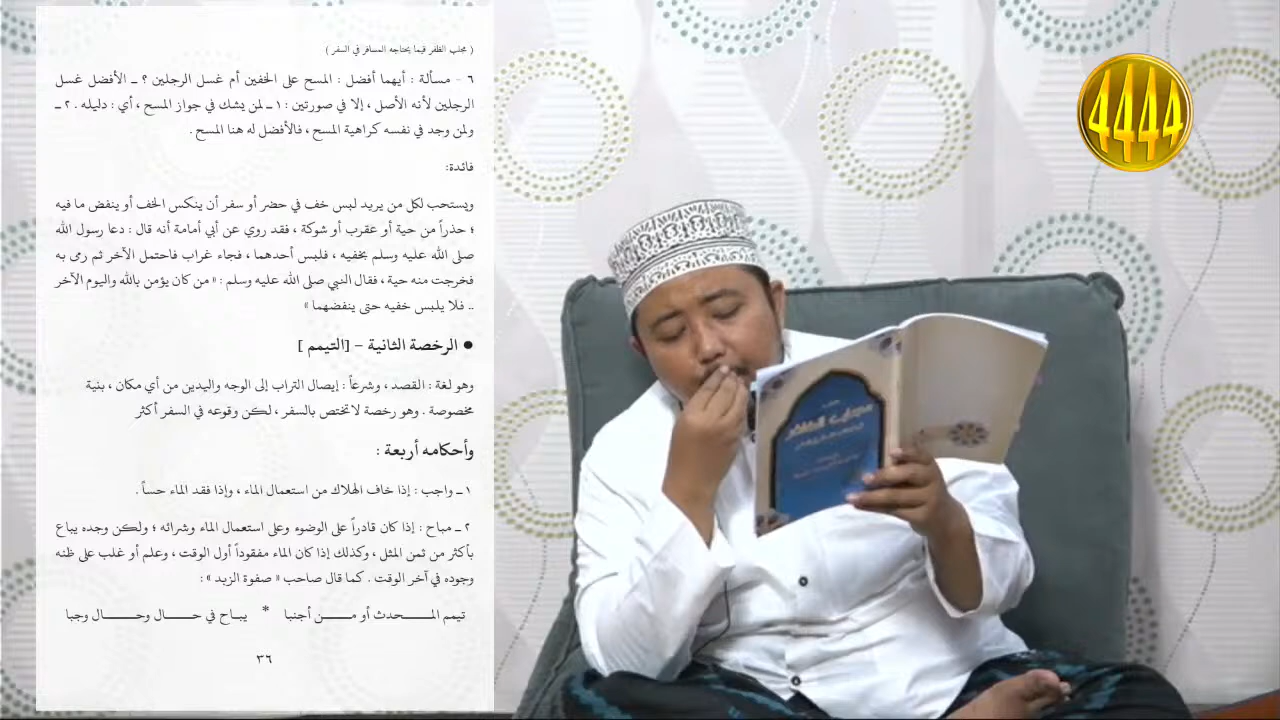 ( مجلب الظفر فيما يحتاجه المسافر في السفر )
٦ - مسألة : أيهما أفضل : المسح على الخفين أم غسل الرجلين ؟ ـ الأفضل غسل
الرجلين لأنه الأصل ، إلا في صورتين : ١ ـ لمن يشك في جواز المسح ، أي : دليله . ٢ ـ
ولمن وجد في نفسه كراهية المسح ، فالأفضل له هنا المسح .
فائدة:
ويستحب لكل من يريد لبس خف في حضر أو سفر أن ينكس الخف أو ينفض ما فيه
؛ حذراً من حية أو عقرب أو شوكة ، فقد روي عن أبي أمامة أنه قال : دعا رسول الله
صلى الله عليه وسلم بخفيه ، فلبس أحدهما ، فجاء غراب فاحتمل الآخر ثم رمى به
فخرجت منه حية ، فقال النبي صلى الله عليه وسلم : « من كان يؤمن بالله واليوم الآخر
.. فلا يلبس خفيه حتى ينفضهما »
● الرخصة الثانية – [التيمم ]
وهو لغة : القصد ، وشرعاً : إيصال التراب إلى الوجه واليدين من أي مكان ، بنية
مخصوصة . وهو رخصة لاتختص بالسفر ، لكن وقوعه في السفر أكثر
وأحكامه أربعة :
١ ـ واجب : إذا خاف الهلاك من استعمال الماء ، وإذا فقد الماء حساً .
٢ ـ مباح : إذا كان قادراً على الوضوء وعلى استعمال الماء وشرائه ؛ ولكن وجده يباع
بأكثر من ثمن المثل ، وكذلك إذا كان الماء مفقوداً أول الوقت ، وعلم أو غلب على ظنه
وجوده في آخر الوقت . كما قال صاحب « صفوة الزبد » :
تيمم المـــــحدث أو مـــــن أجنبا * يبـاح في حـــــال وحـــــال وجبا
٣٦
4444